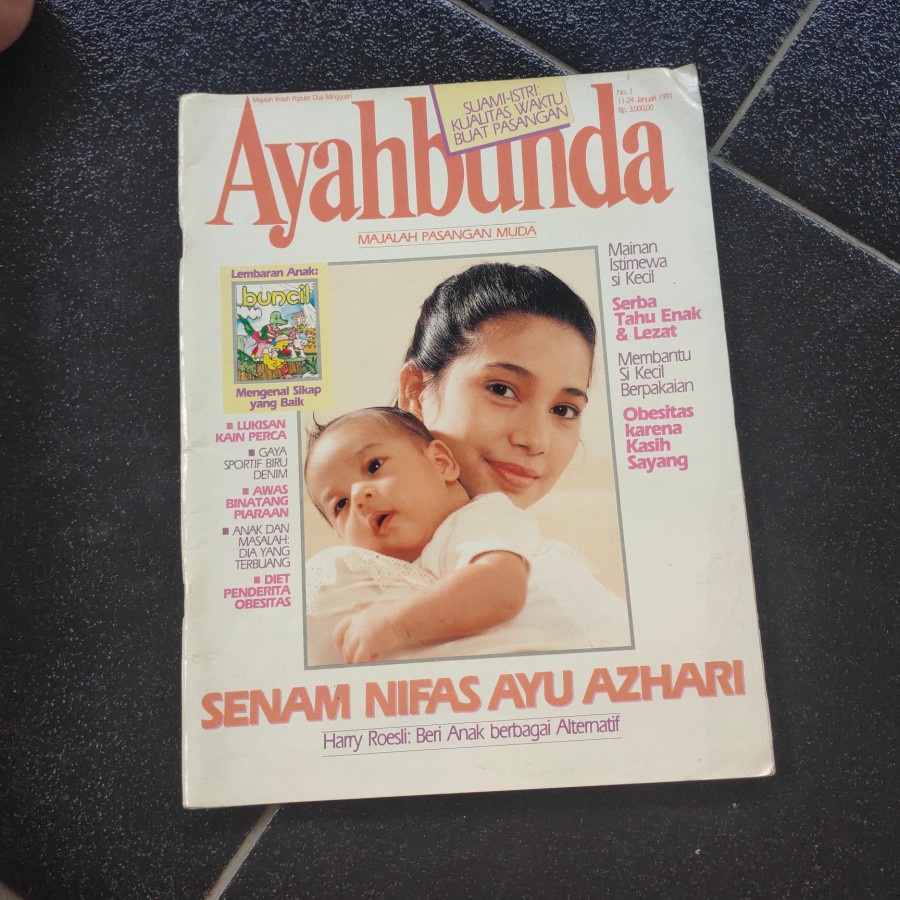 Majalah Ilmiah Populer Dua Mingguan
SUAMI-ISTRI:
KUALITAS WAKTU
BUAT PASANGAN
No. 1
11-24 Januari 1991
Rp 3.000,00
Ayahbunda
MAJALAH PASANGAN MUDA
Lembaran Anak:
buncil
Mengenal Sikap
yang Baik
LUKISAN
KAIN PERCA
GAYA
SPORTIF BIRU
DENIM
AWAS
BINATANG
PIARAAN
ANAK DAN
MASALAH:
DIA YANG
TERBUANG
DIET
PENDERITA
OBESITAS
Mainan
Istimewa
si Kecil
Serba
Tahu Enak
& Lezat
Membantu
Si Kecil
Berpakaian
Obesitas
karena
Kasih
Sayang
SENAM NIFAS AYU AZHARI
Harry Roesli: Beri Anak berbagai Alternatif